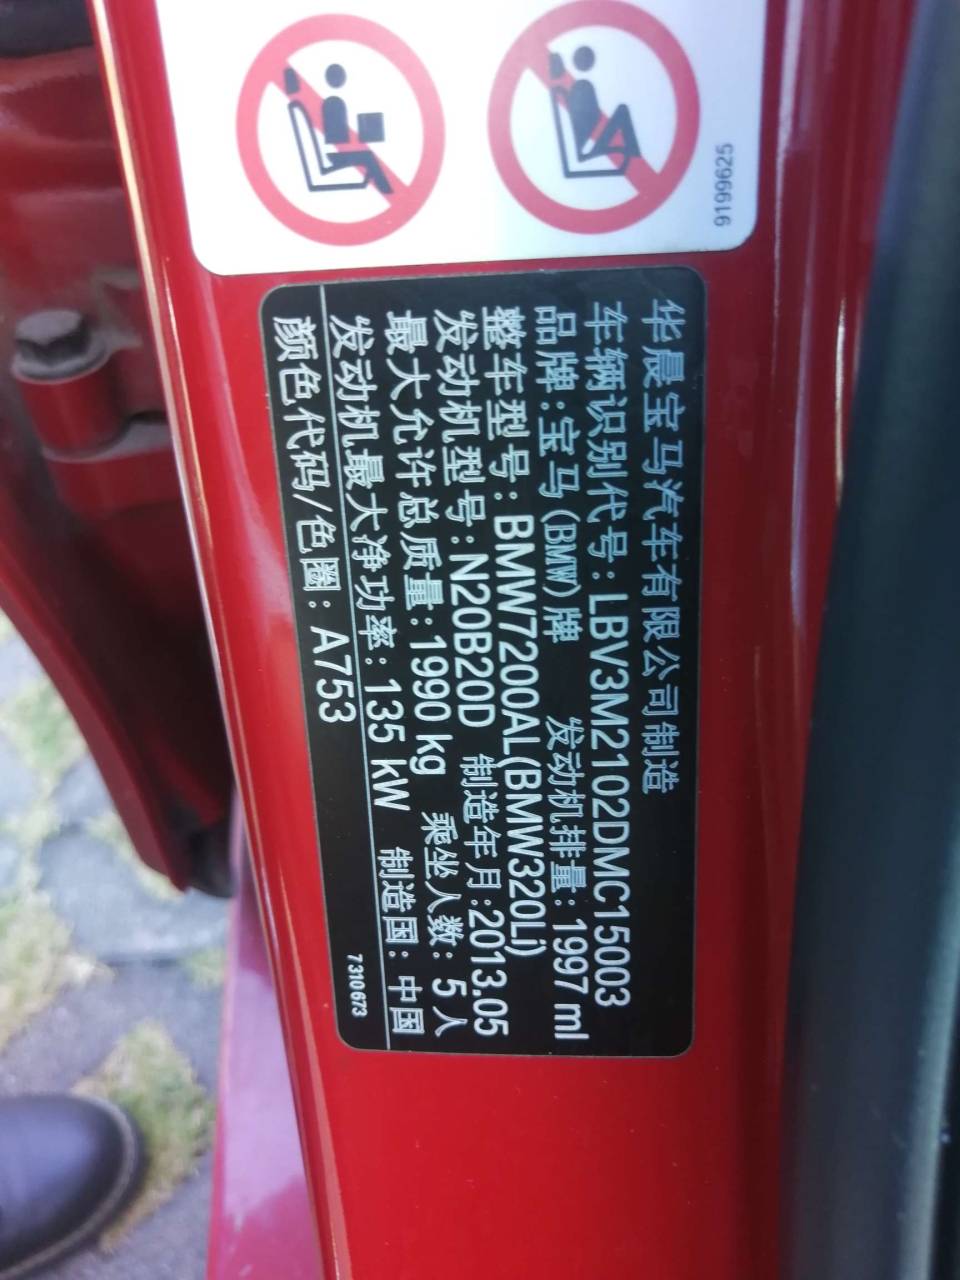 9199625
华晨宝马汽车有限公司制造
车辆识别代号:LBV3M2102DMC15003
品牌:宝马(BMW)牌 发动机排量:1997 ml
整车型号:BMW7200AL(BMW320Li)
发动机型号:N20B20D 制造年月:2013.05
最大允许总质量:1990 kg 乘坐人数:5人
发动机最大净功率:135 kW 制造国:中国
颜色代码/色圈:A753
7 310 673